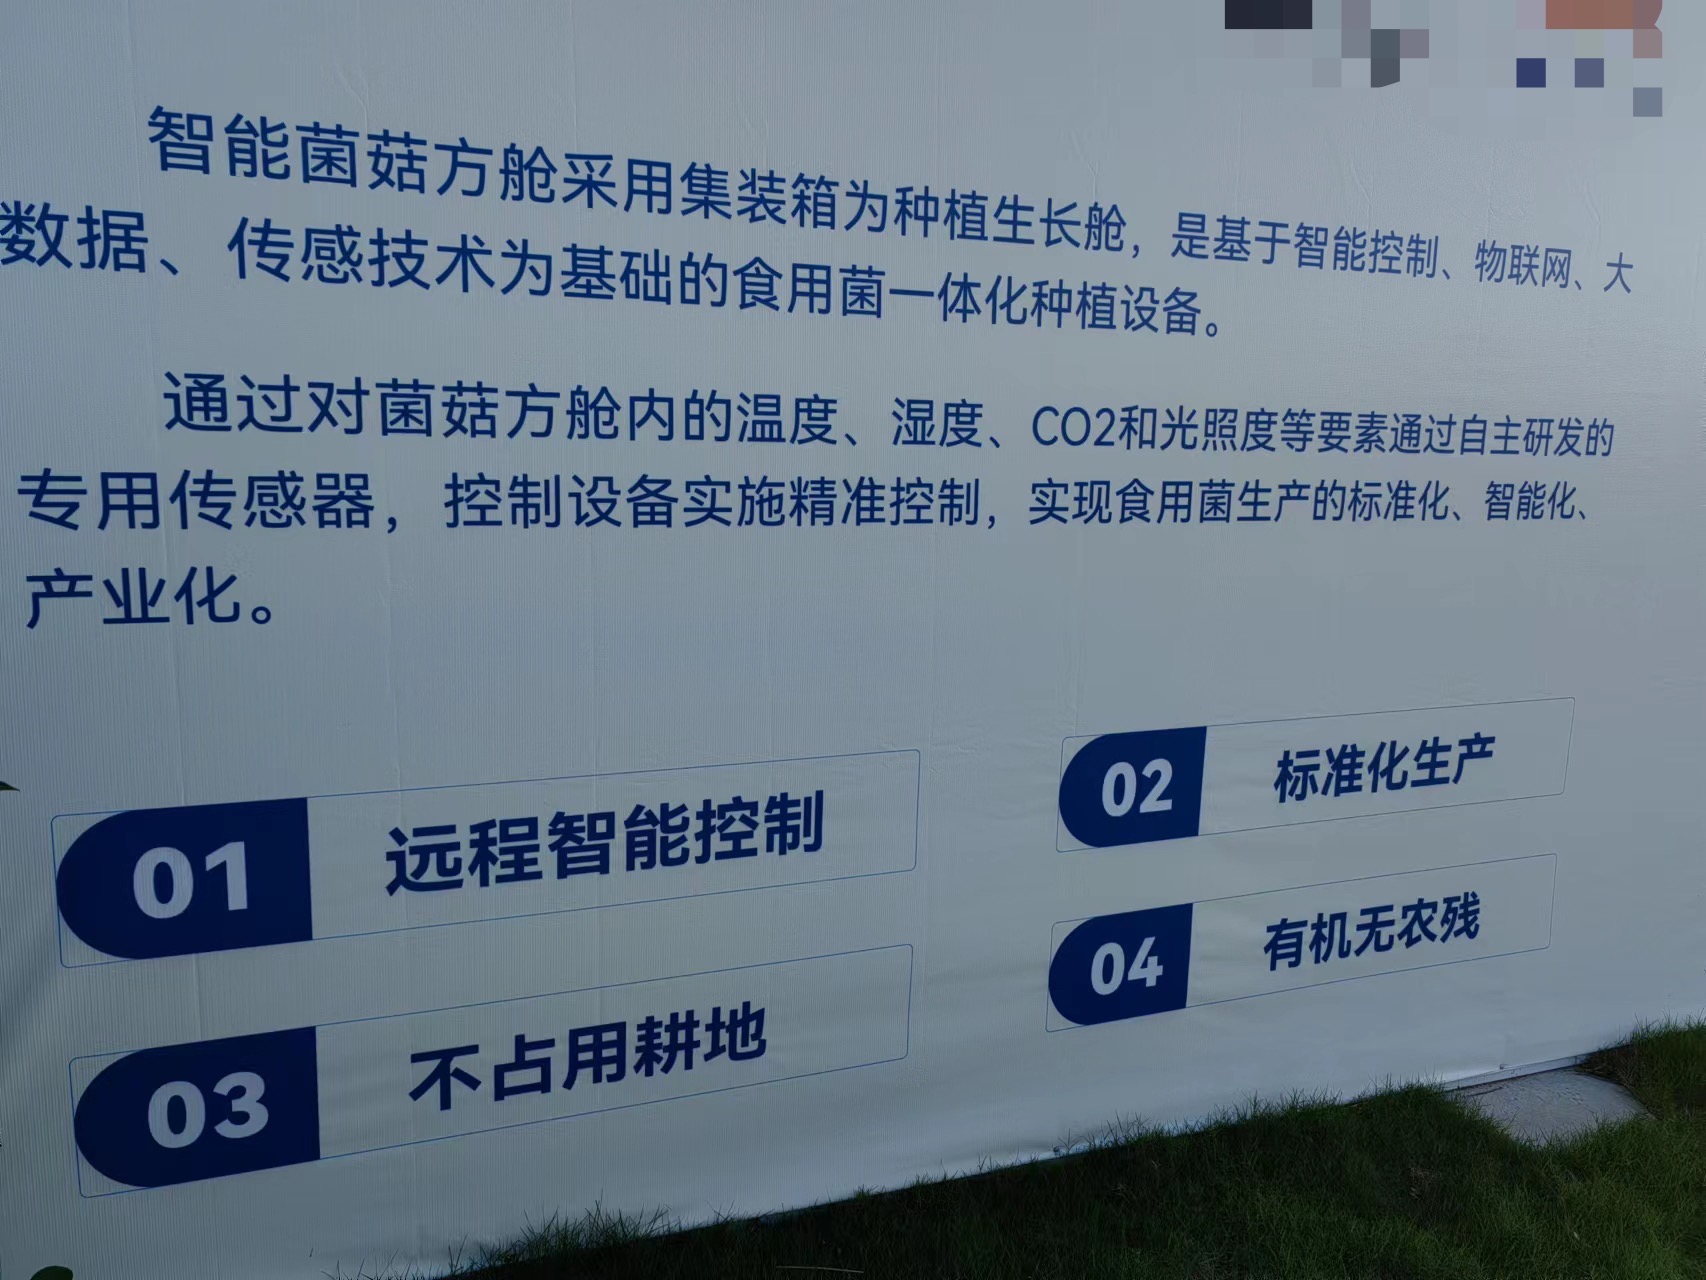 智能菌菇方舱采用集装箱为种植生长舱，是基于智能控制、物联网、大
数据、传感技术为基础的食用菌一体化种植设备。
通过对菌菇方舱内的温度、湿度、CO2和光照度等要素通过自主研发的
专用传感器，控制设备实施精准控制，实现食用菌生产的标准化、智能化、
产业化。
01 远程智能控制
02 标准化生产
03 不占用耕地
04 有机无农残